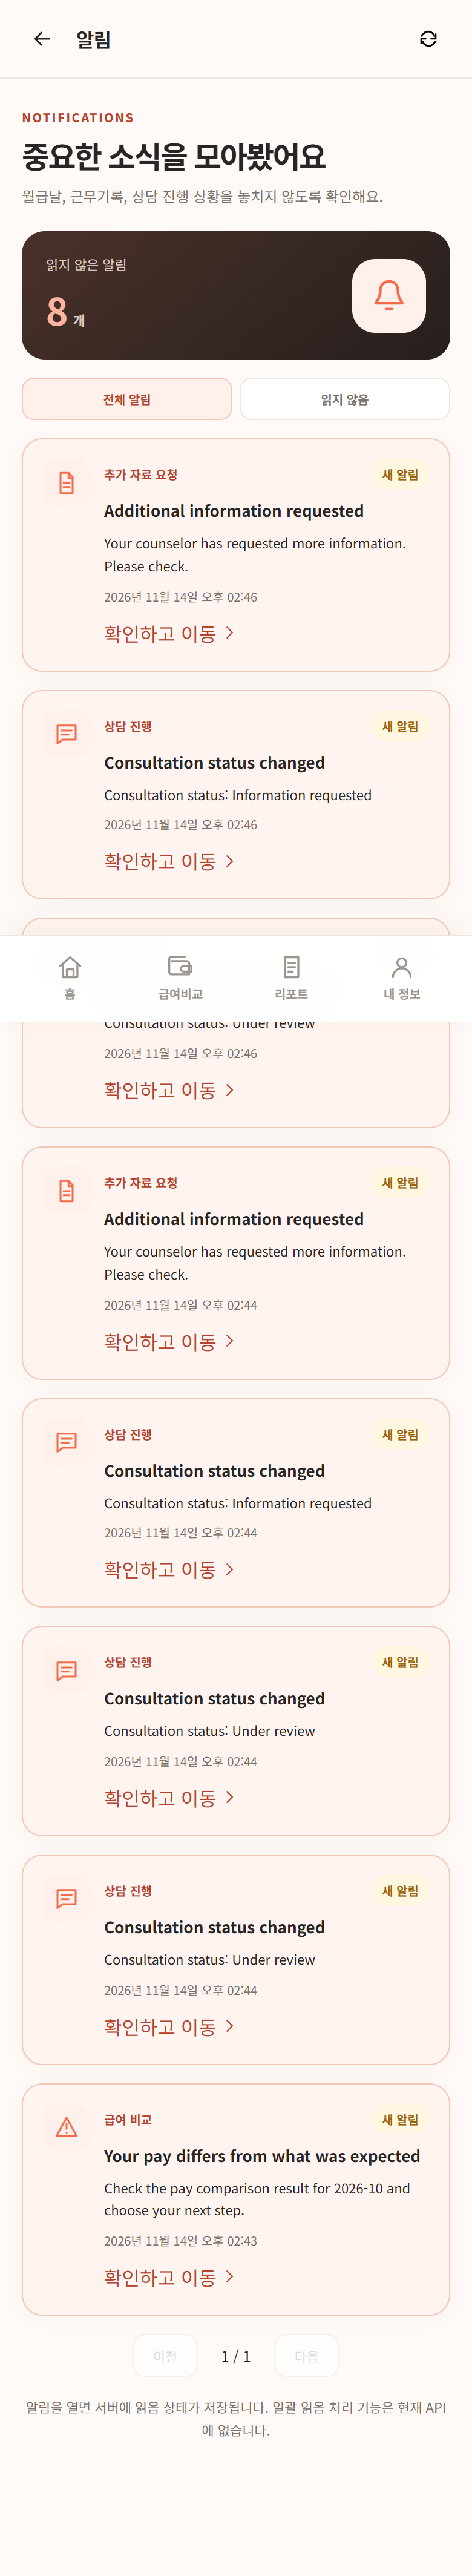 알림
NOTIFICATIONS
중요한 소식을 모아봤어요
월급날, 근무기록, 상담 진행 상황을 놓치지 않도록 확인해요.
읽지 않은 알림
8 개
전체 알림
읽지 않음
추가 자료 요청
새 알림
Additional information requested
Your counselor has requested more information.
Please check.
2026년 11월 14일 오후 02:46
확인하고 이동
상담 진행
새 알림
Consultation status changed
Consultation status: Information requested
2026년 11월 14일 오후 02:46
확인하고 이동
홈
급여비교
리포트
내 정보
Consultation status: Under review
2026년 11월 14일 오후 02:46
확인하고 이동
추가 자료 요청
새 알림
Additional information requested
Your counselor has requested more information.
Please check.
2026년 11월 14일 오후 02:44
확인하고 이동
상담 진행
새 알림
Consultation status changed
Consultation status: Information requested
2026년 11월 14일 오후 02:44
확인하고 이동
상담 진행
새 알림
Consultation status changed
Consultation status: Under review
2026년 11월 14일 오후 02:44
확인하고 이동
상담 진행
새 알림
Consultation status changed
Consultation status: Under review
2026년 11월 14일 오후 02:44
확인하고 이동
급여 비교
새 알림
Your pay differs from what was expected
Check the pay comparison result for 2026-10 and
choose your next step.
2026년 11월 14일 오후 02:43
확인하고 이동
이전
1 / 1
다음
알림을 열면 서버에 읽음 상태가 저장됩니다. 일괄 읽음 처리 기능은 현재 API
에 없습니다.